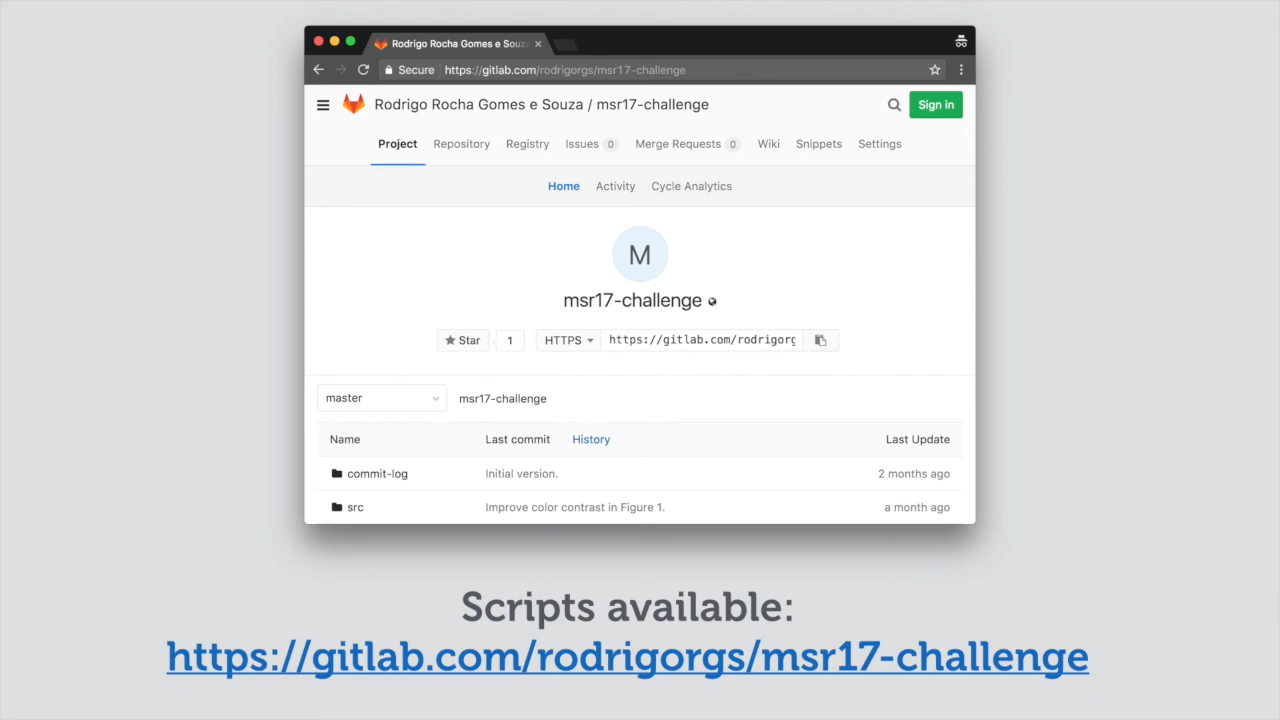 Rodrigo Rocha Gomes e Souza
Secure https://gitlab.com/rodrigorgs/msr17-challenge
Rodrigo Rocha Gomes e Souza / msr17-challenge Sign in
Project Repository Registry Issues 0 Merge Requests 0 Wiki Snippets Settings
Home Activity Cycle Analytics
M
msr17-challenge
Star 1 HTTPS https://gitlab.com/rodrigorg
master msr17-challenge
Name Last commit History Last Update
commit-log Initial version. 2 months ago
src Improve color contrast in Figure 1. a month ago
Scripts available:
https://gitlab.com/rodrigorgs/msr17-challenge